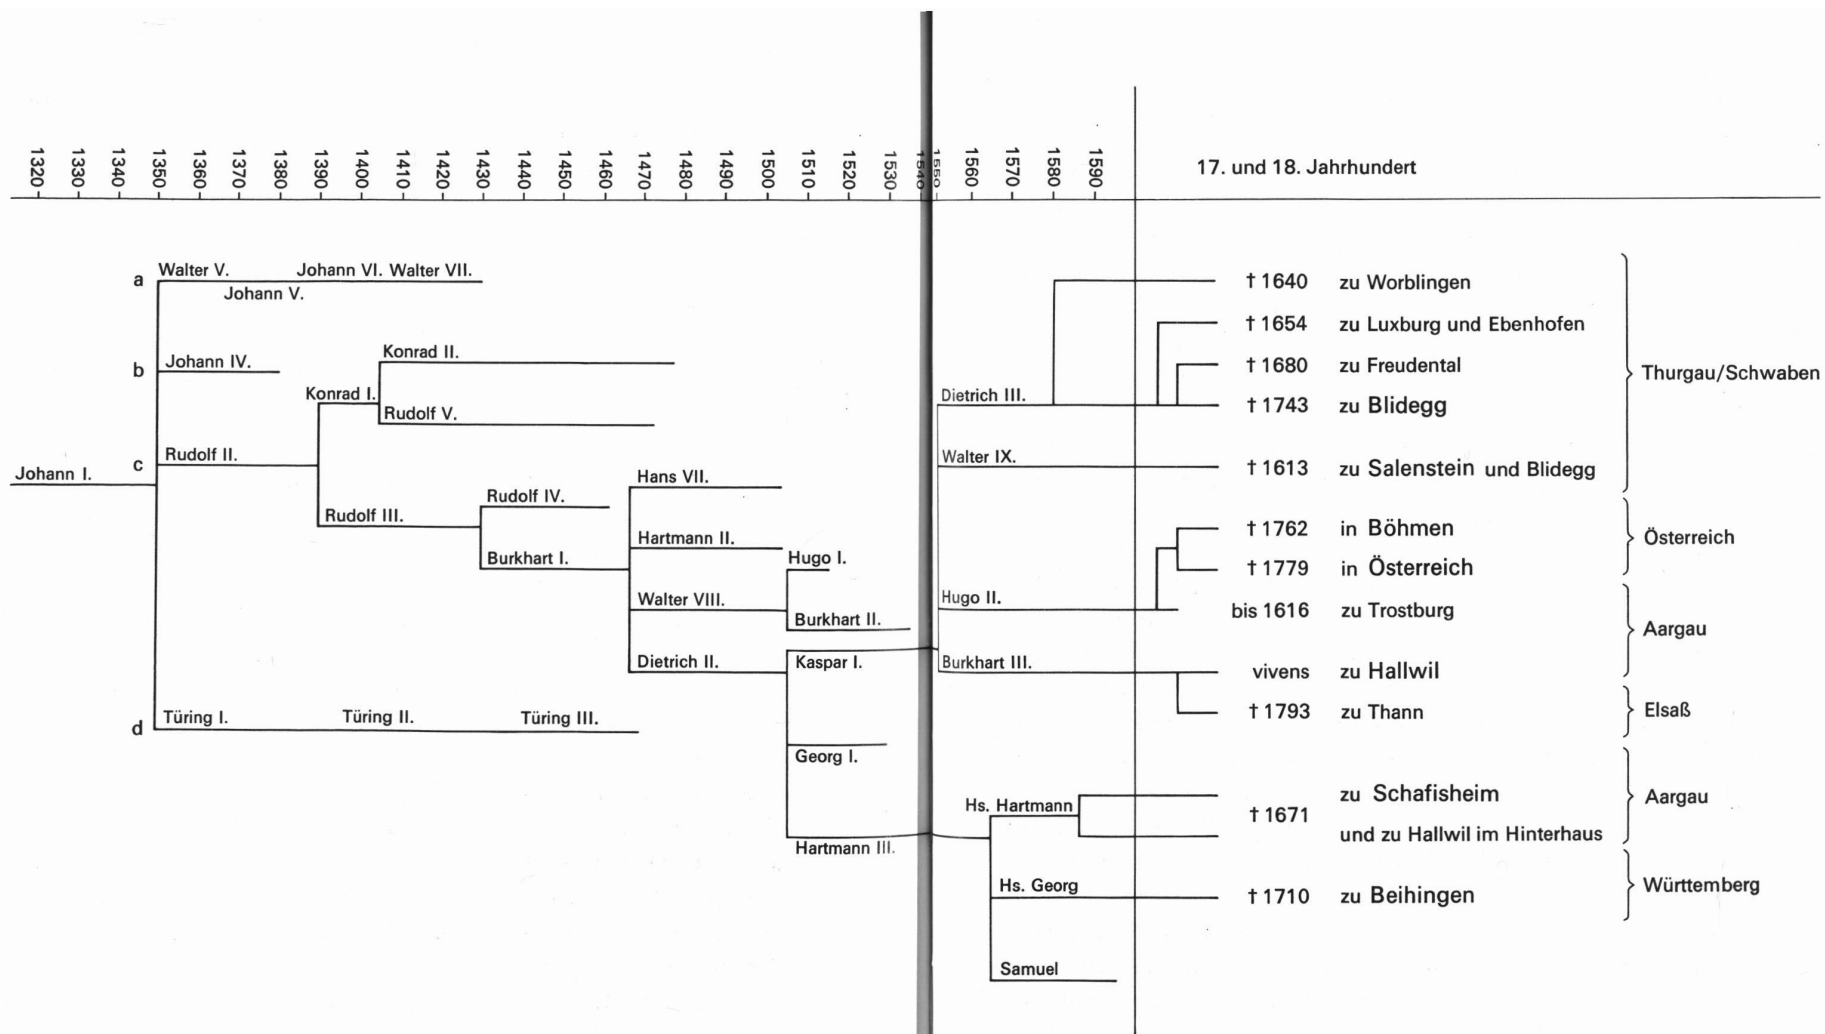 1320 1330 1340 1350 1360 1370 1380 1390 1400 1410 1420 1430 1440 1450 1460 1470 1480 1490 1500 1510 1520 1530 1540 1550 1560 1570 1580 1590
17. und 18. Jahrhundert
a Walter V. Johann VI. Walter VII.
Johann V.
b Johann IV.
Konrad II.
Konrad I.
Rudolf V.
c Rudolf II.
Johann I.
Hans VII.
Rudolf IV.
Rudolf III.
Hartmann II.
Burkhart I.
Hugo I.
Walter VIII.
Burkhart II.
Dietrich II.
Kaspar I.
d Türing I. Türing II. Türing III.
Georg I.
Hartmann III.
† 1640 zu Worblingen
† 1654 zu Luxburg und Ebenhofen
† 1680 zu Freudental
Thurgau/Schwaben
Dietrich III.
† 1743 zu Blidegg
Walter IX.
† 1613 zu Salenstein und Blidegg
† 1762 in Böhmen
Österreich
† 1779 in Österreich
Hugo II.
bis 1616 zu Trostburg
Aargau
Burkhart III.
vivens zu Hallwil
† 1793 zu Thann
Elsaß
Hs. Hartmann
zu Schafisheim
† 1671
Aargau
und zu Hallwil im Hinterhaus
Hs. Georg
† 1710 zu Beihingen
Württemberg
Samuel